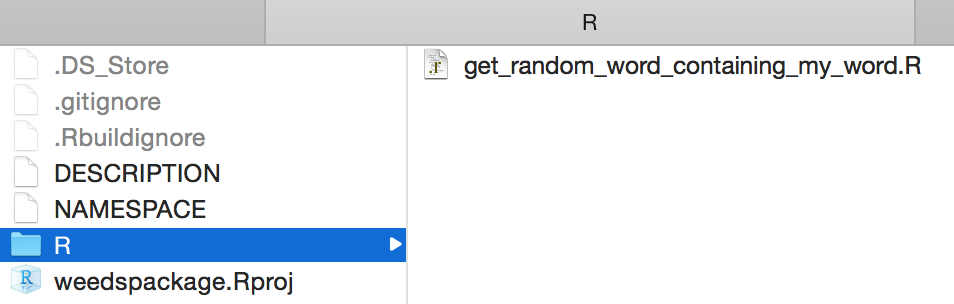 R
.DS_Store
.gitignore
.Rbuildignore
DESCRIPTION
NAMESPACE
R
weedspackage.Rproj
get_random_word_containing_my_word.R